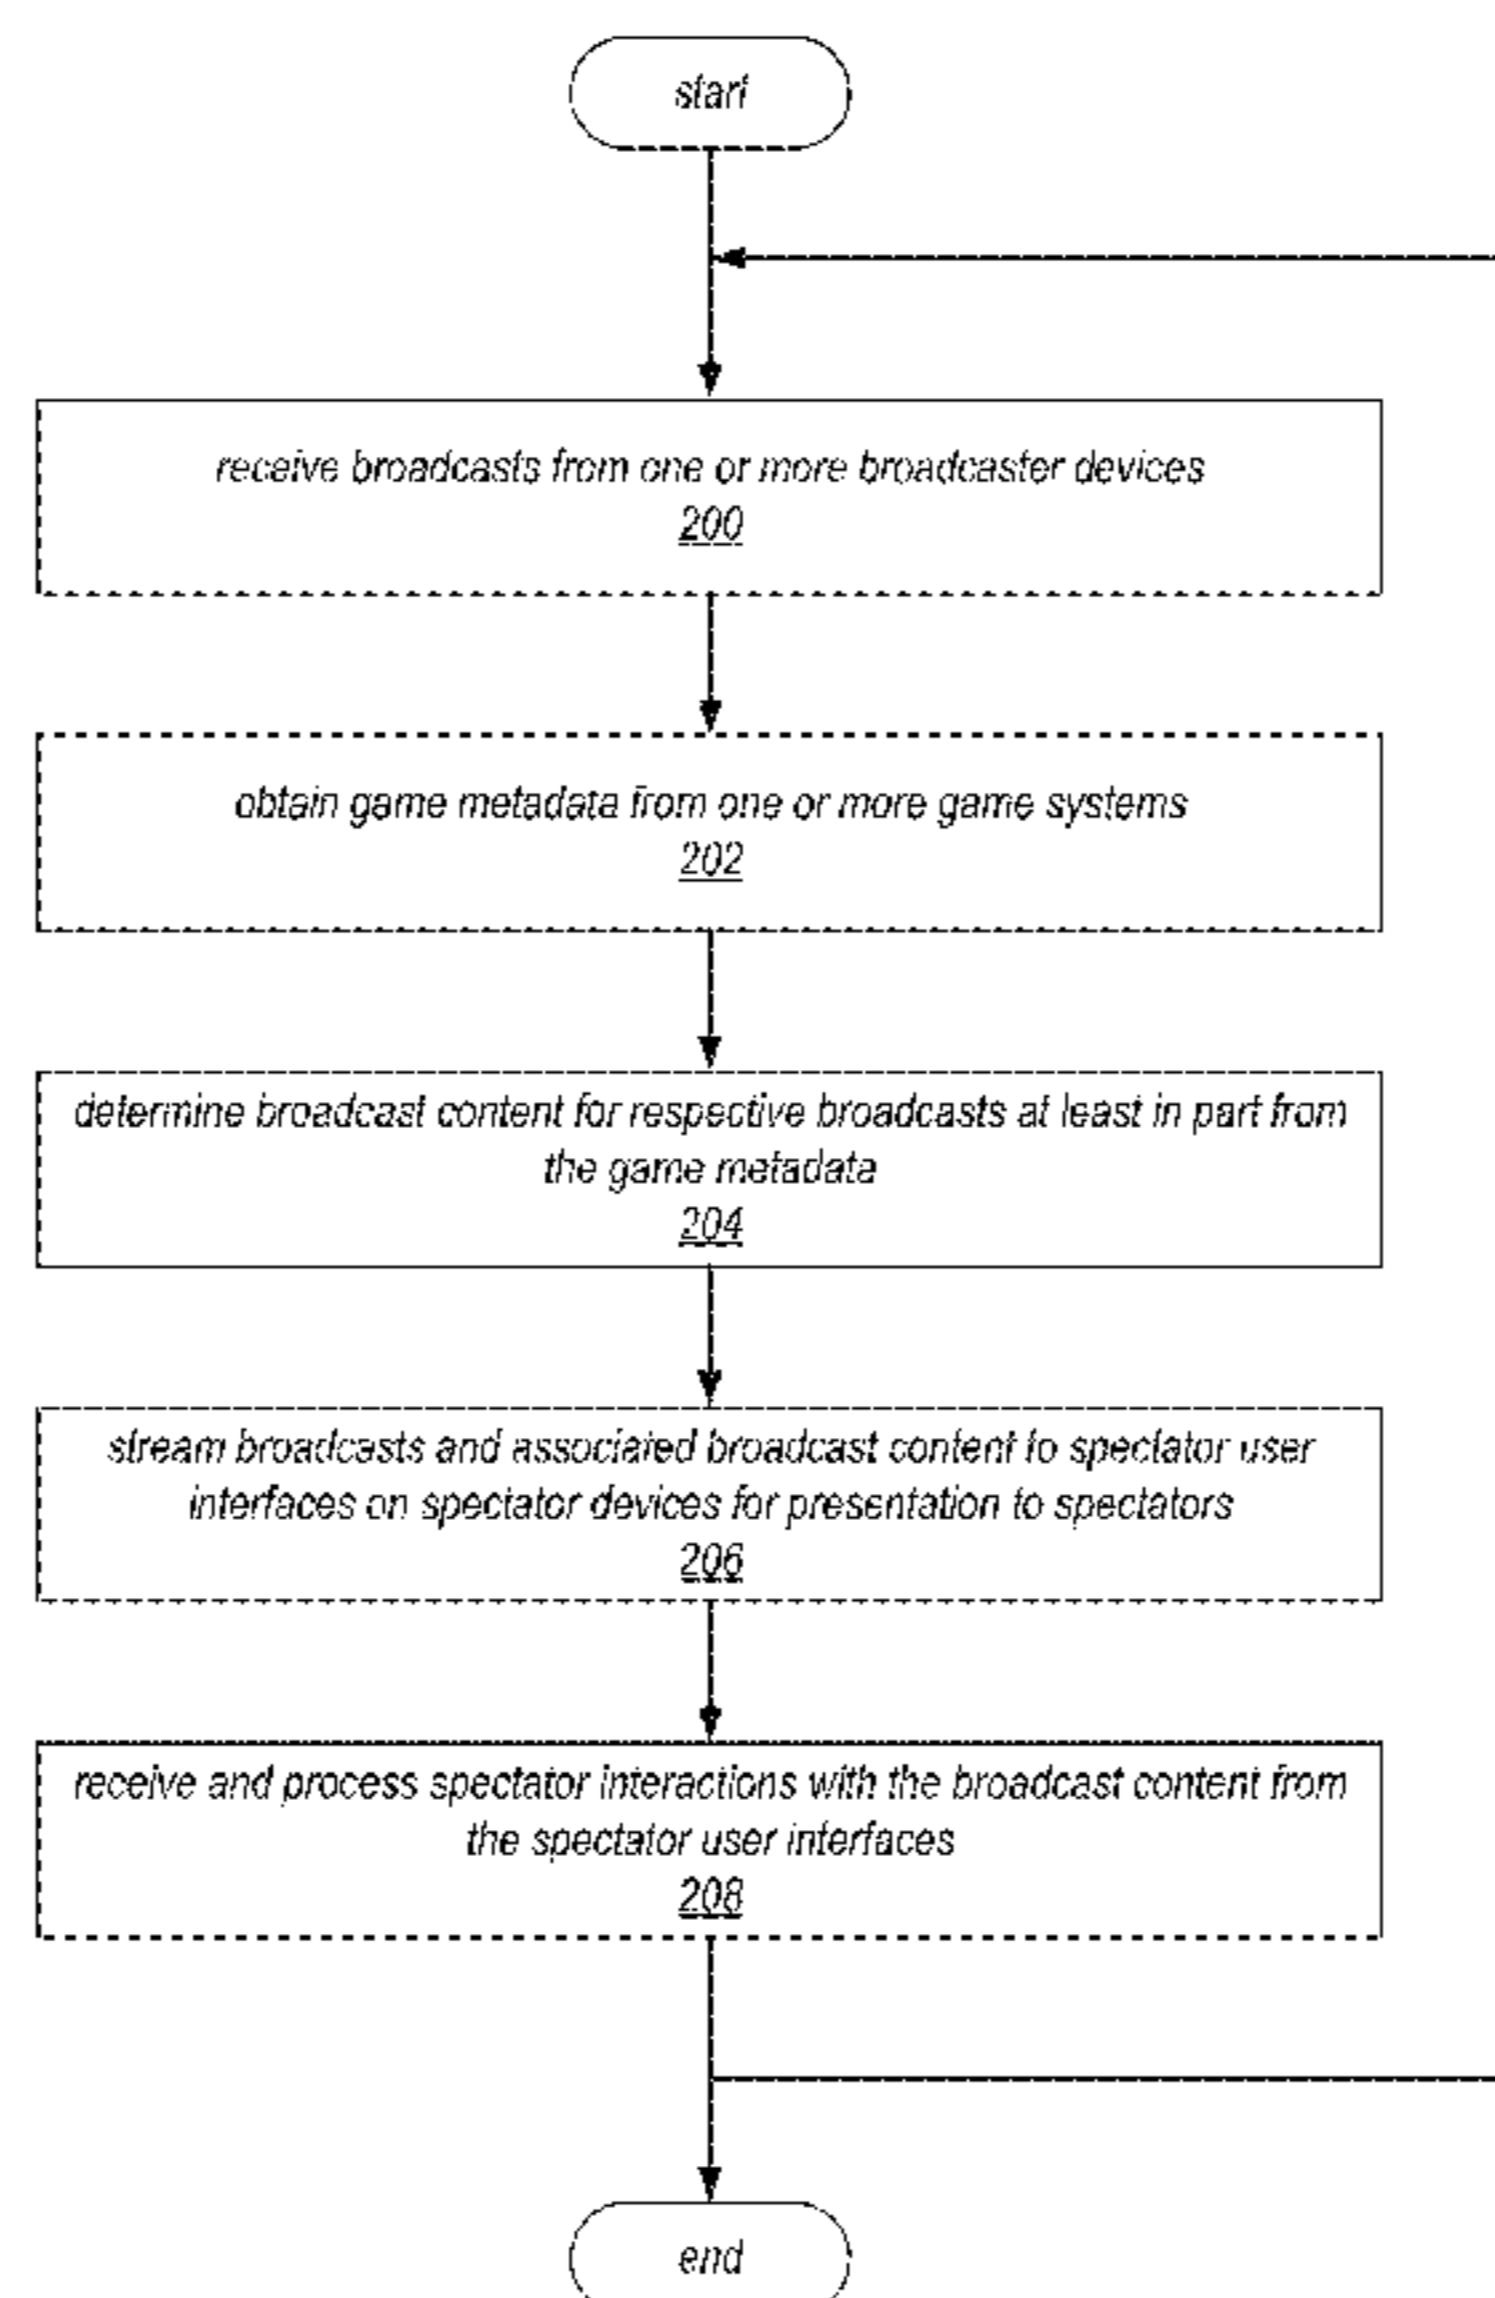 start
receive broadcasts from one or more broadcaster devices
200
obtain game metadata from one or more game systems
202
determine broadcast content for respective broadcasts at least in part from
the game metadata
204
stream broadcasts and associated broadcast content to spectator user
interfaces on spectator devices for presentation to spectators
206
receive and process spectator interactions with the broadcast content from
the spectator user interfaces
208
end